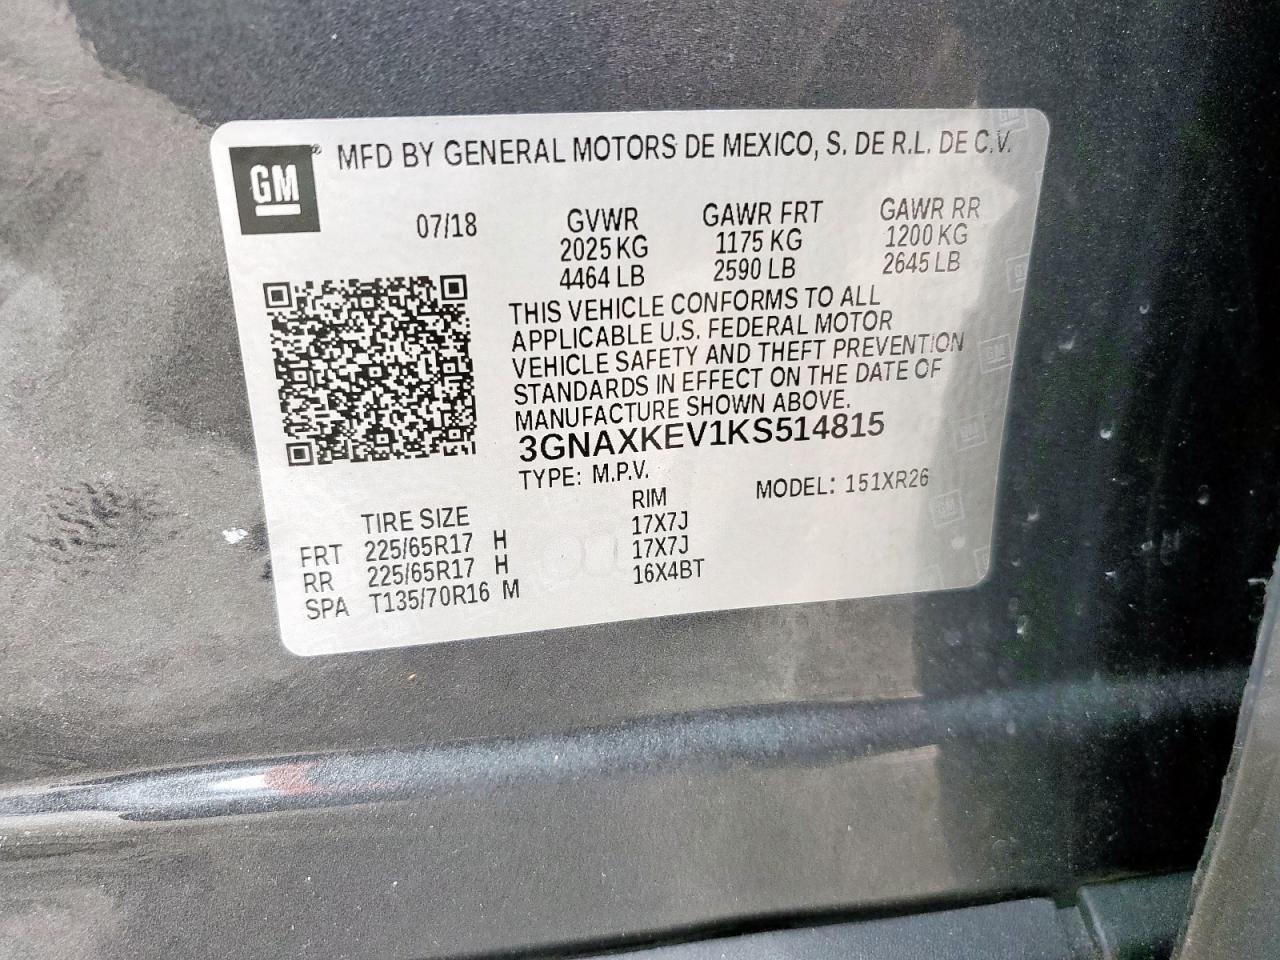 GM® MFD BY GENERAL MOTORS DE MEXICO, S. DE R.L. DE C.V.
07/18 GVWR GAWR FRT GAWR RR
2025 KG 1175 KG 1200 KG
4464 LB 2590 LB 2645 LB
THIS VEHICLE CONFORMS TO ALL
APPLICABLE U.S. FEDERAL MOTOR
VEHICLE SAFETY AND THEFT PREVENTION
STANDARDS IN EFFECT ON THE DATE OF
MANUFACTURE SHOWN ABOVE.
3GNAXKEV1KS514815
TYPE: M.P.V. MODEL: 151XR26
TIRE SIZE RIM
FRT 225/65R17 H 17X7J
RR 225/65R17 H 17X7J
SPA T135/70R16 M 16X4BT